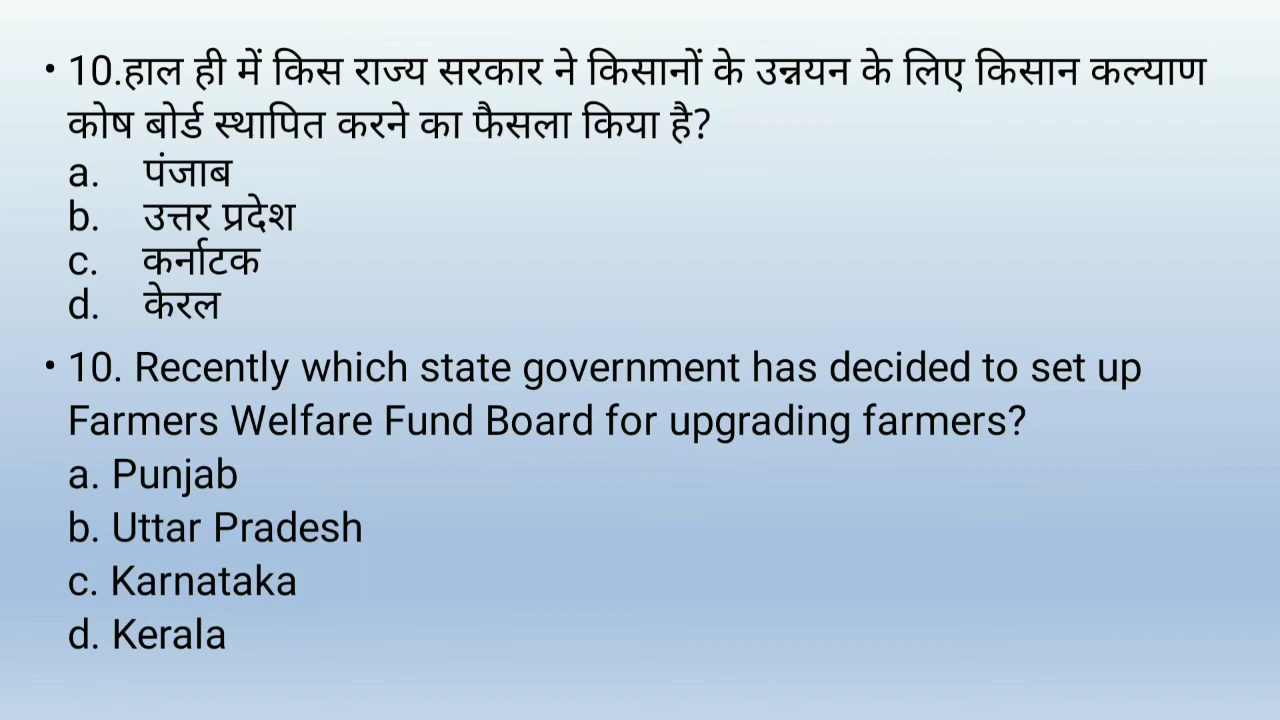 • 10.हाल ही में किस राज्य सरकार ने किसानों के उन्नयन के लिए किसान कल्याण
कोष बोर्ड स्थापित करने का फैसला किया है?
a. पंजाब
b. उत्तर प्रदेश
c. कर्नाटक
d. केरल
• 10. Recently which state government has decided to set up
Farmers Welfare Fund Board for upgrading farmers?
a. Punjab
b. Uttar Pradesh
c. Karnataka
d. Kerala